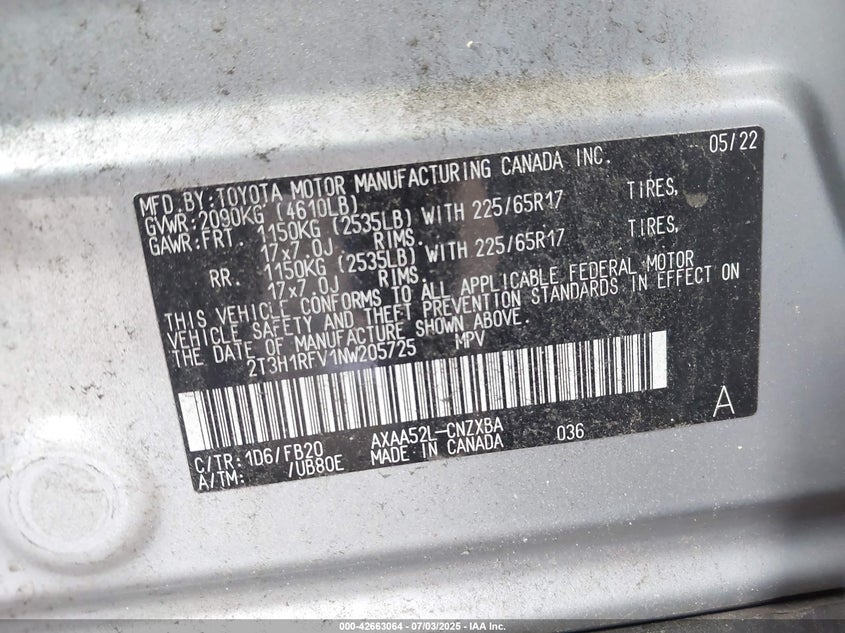 05/22
MFD.BY:TOYOTA MOTOR MANUFACTURING CANADA INC.
GVWR:2090KG (4610LB)
GAWR:FRT. 1150KG (2535LB) WITH 225/65R17 TIRES,
17x7.0J RIMS.
RR. 1150KG (2535LB) WITH 225/65R17 TIRES,
17x7.0J RIMS.
THIS VEHICLE CONFORMS TO ALL APPLICABLE FEDERAL MOTOR
VEHICLE SAFETY AND THEFT PREVENTION STANDARDS IN EFFECT ON
THE DATE OF MANUFACTURE SHOWN ABOVE.
2T3H1RFV1NW205725 MPV
A
C/TR:1D6/FB20 AXAA52L-CNZXBA 036
A/TM: /UB80E MADE IN CANADA
000-42663064 - 07/03/2025 - IAA Inc.